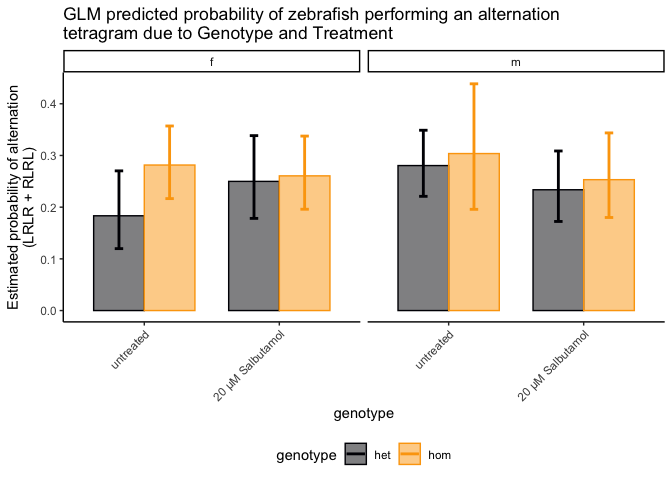 GLM predicted probability of zebrafish performing an alternation
tetragram due to Genotype and Treatment
f
m
Estimated probability of alternation
(LRLR + RLRL)
0.4
0.3
0.2
0.1
0.0
untreated
20 µM Salbutamol
untreated
20 µM Salbutamol
genotype
genotype
het
hom